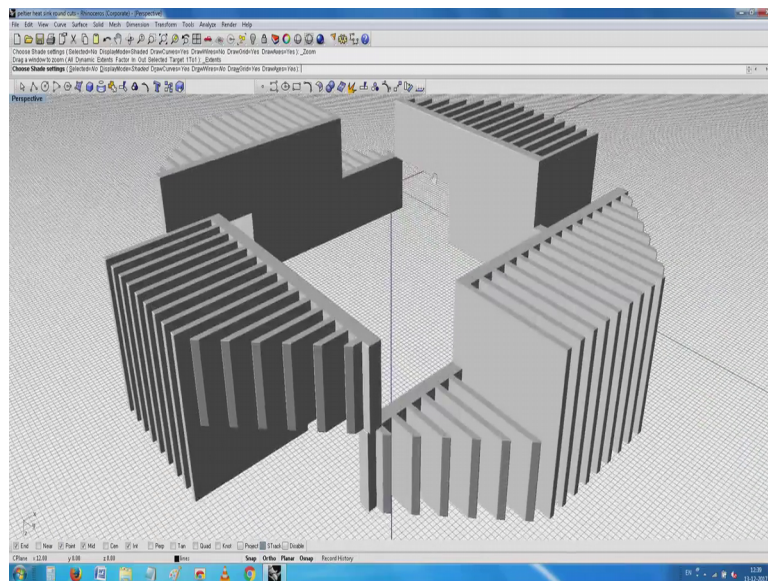 peltier heat sink round cuts - Rhinoceros (Corporate) - [Perspective]
File Edit View Curve Surface Solid Mesh Dimension Transform Tools Analyze Render Help
Choose Shade settings (Selected=No DisplayMode=Shaded DrawCurves=Yes DrawWires=No DrawGrid=Yes DrawAxes=Yes): _Zoom
Drag a window to zoom ( All Dynamic Extents Factor In Out Selected Target 1To1 ): _Extents
Choose Shade settings ( Selected=No DisplayMode=Shaded DrawCurves=Yes DrawWires=No DrawGrid=Yes DrawAxes=Yes ):
Perspective
x
y
End Near Point Mid Cen Int Perp Tan Quad Knot Project STrack Disable
CPlane x 12.00 y 8.00 z 0.00 lines Snap Ortho Planar Osnap Record History
EN 12:39